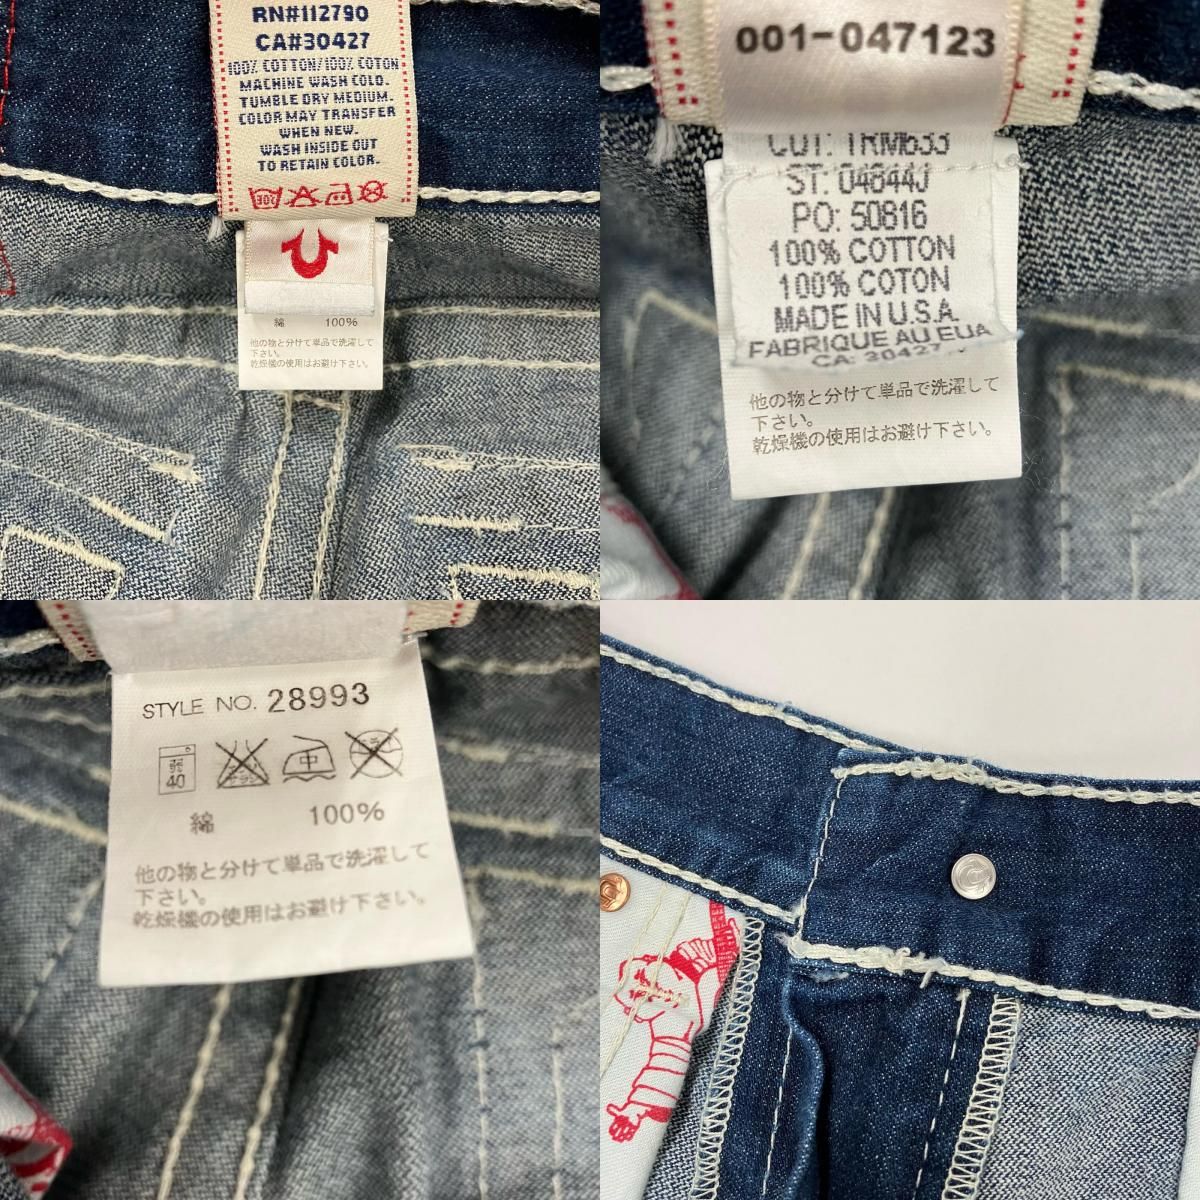 RN#112790
CA#30427
100% COTTON/100% COTON
MACHINE WASH COLD.
TUMBLE DRY MEDIUM.
COLOR MAY TRANSFER
WHEN NEW.
WASH INSIDE OUT
TO RETAIN COLOR.
綿 100%
他の物と分けて単品で洗濯して
下さい。
乾燥機の使用はお避け下さい。
001-047123
CUT: TRM633
ST: 04844J
PO: 50816
100% COTTON
100% COTON
MADE IN U.S.A.
FABRIQUE AU EUA
CA: 30427
他の物と分けて単品で洗濯して
下さい。
乾燥機の使用はお避け下さい。
STYLE NO. 28993
40
中
綿 100%
他の物と分けて単品で洗濯して
下さい。
乾燥機の使用はお避け下さい。